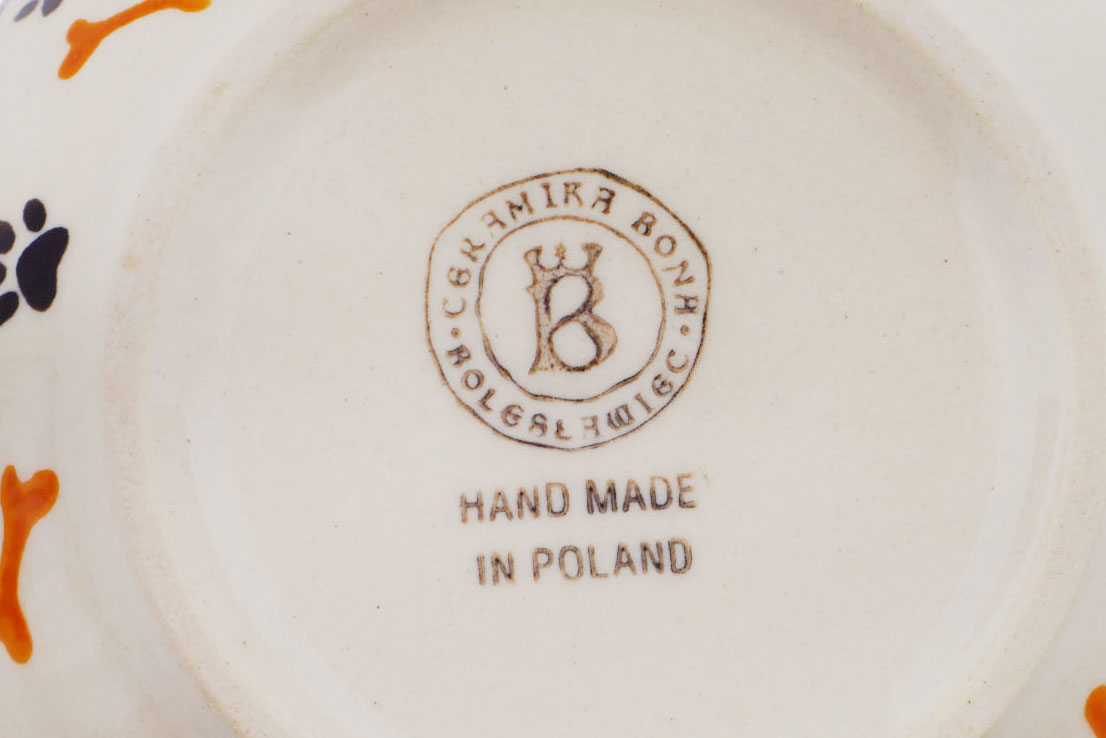 CERAMIKA BONA
BOLESŁAWIEC
B
HAND MADE
IN POLAND